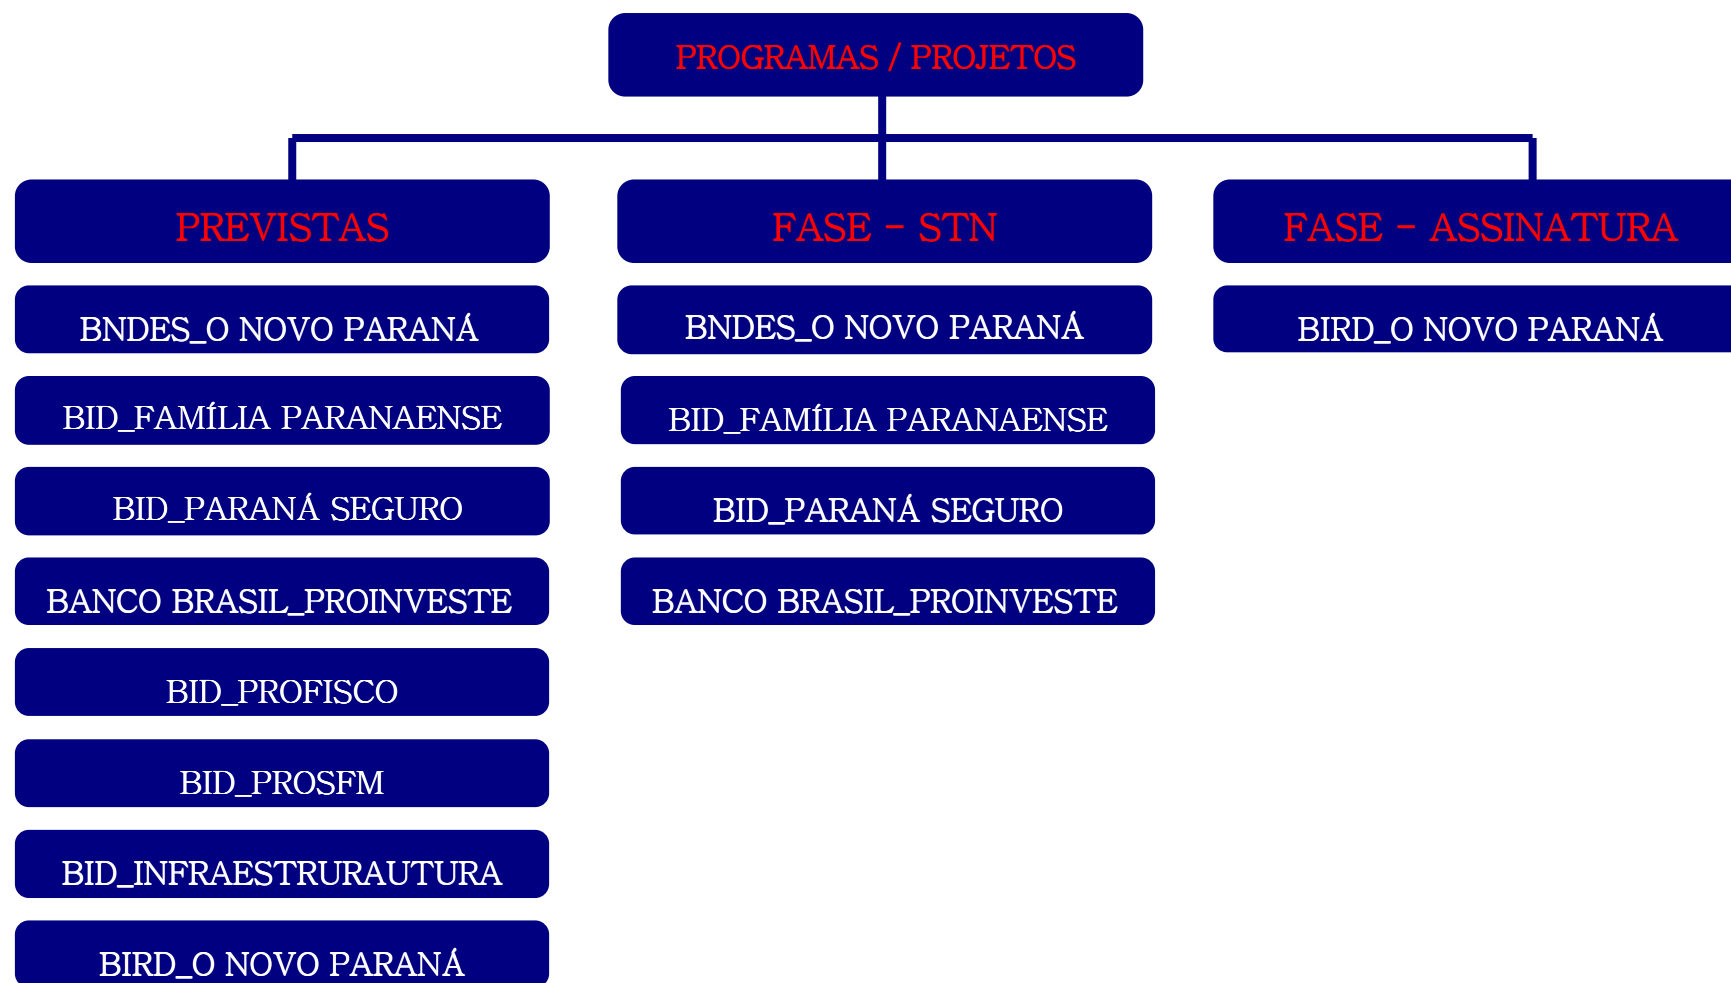 PROGRAMAS / PROJETOS
PREVISTAS
BNDES_O NOVO PARANÁ
BID_FAMÍLIA PARANAENSE
BID_PARANÁ SEGURO
BANCO BRASIL_PROINVESTE
BID_PROFISCO
BID_PROSFM
BID_INFRAESTRURAUTURA
BIRD_O NOVO PARANÁ
FASE - STN
BNDES_O NOVO PARANÁ
BID_FAMÍLIA PARANAENSE
BID_PARANÁ SEGURO
BANCO BRASIL_PROINVESTE
FASE - ASSINATURA
BIRD_O NOVO PARANÁ